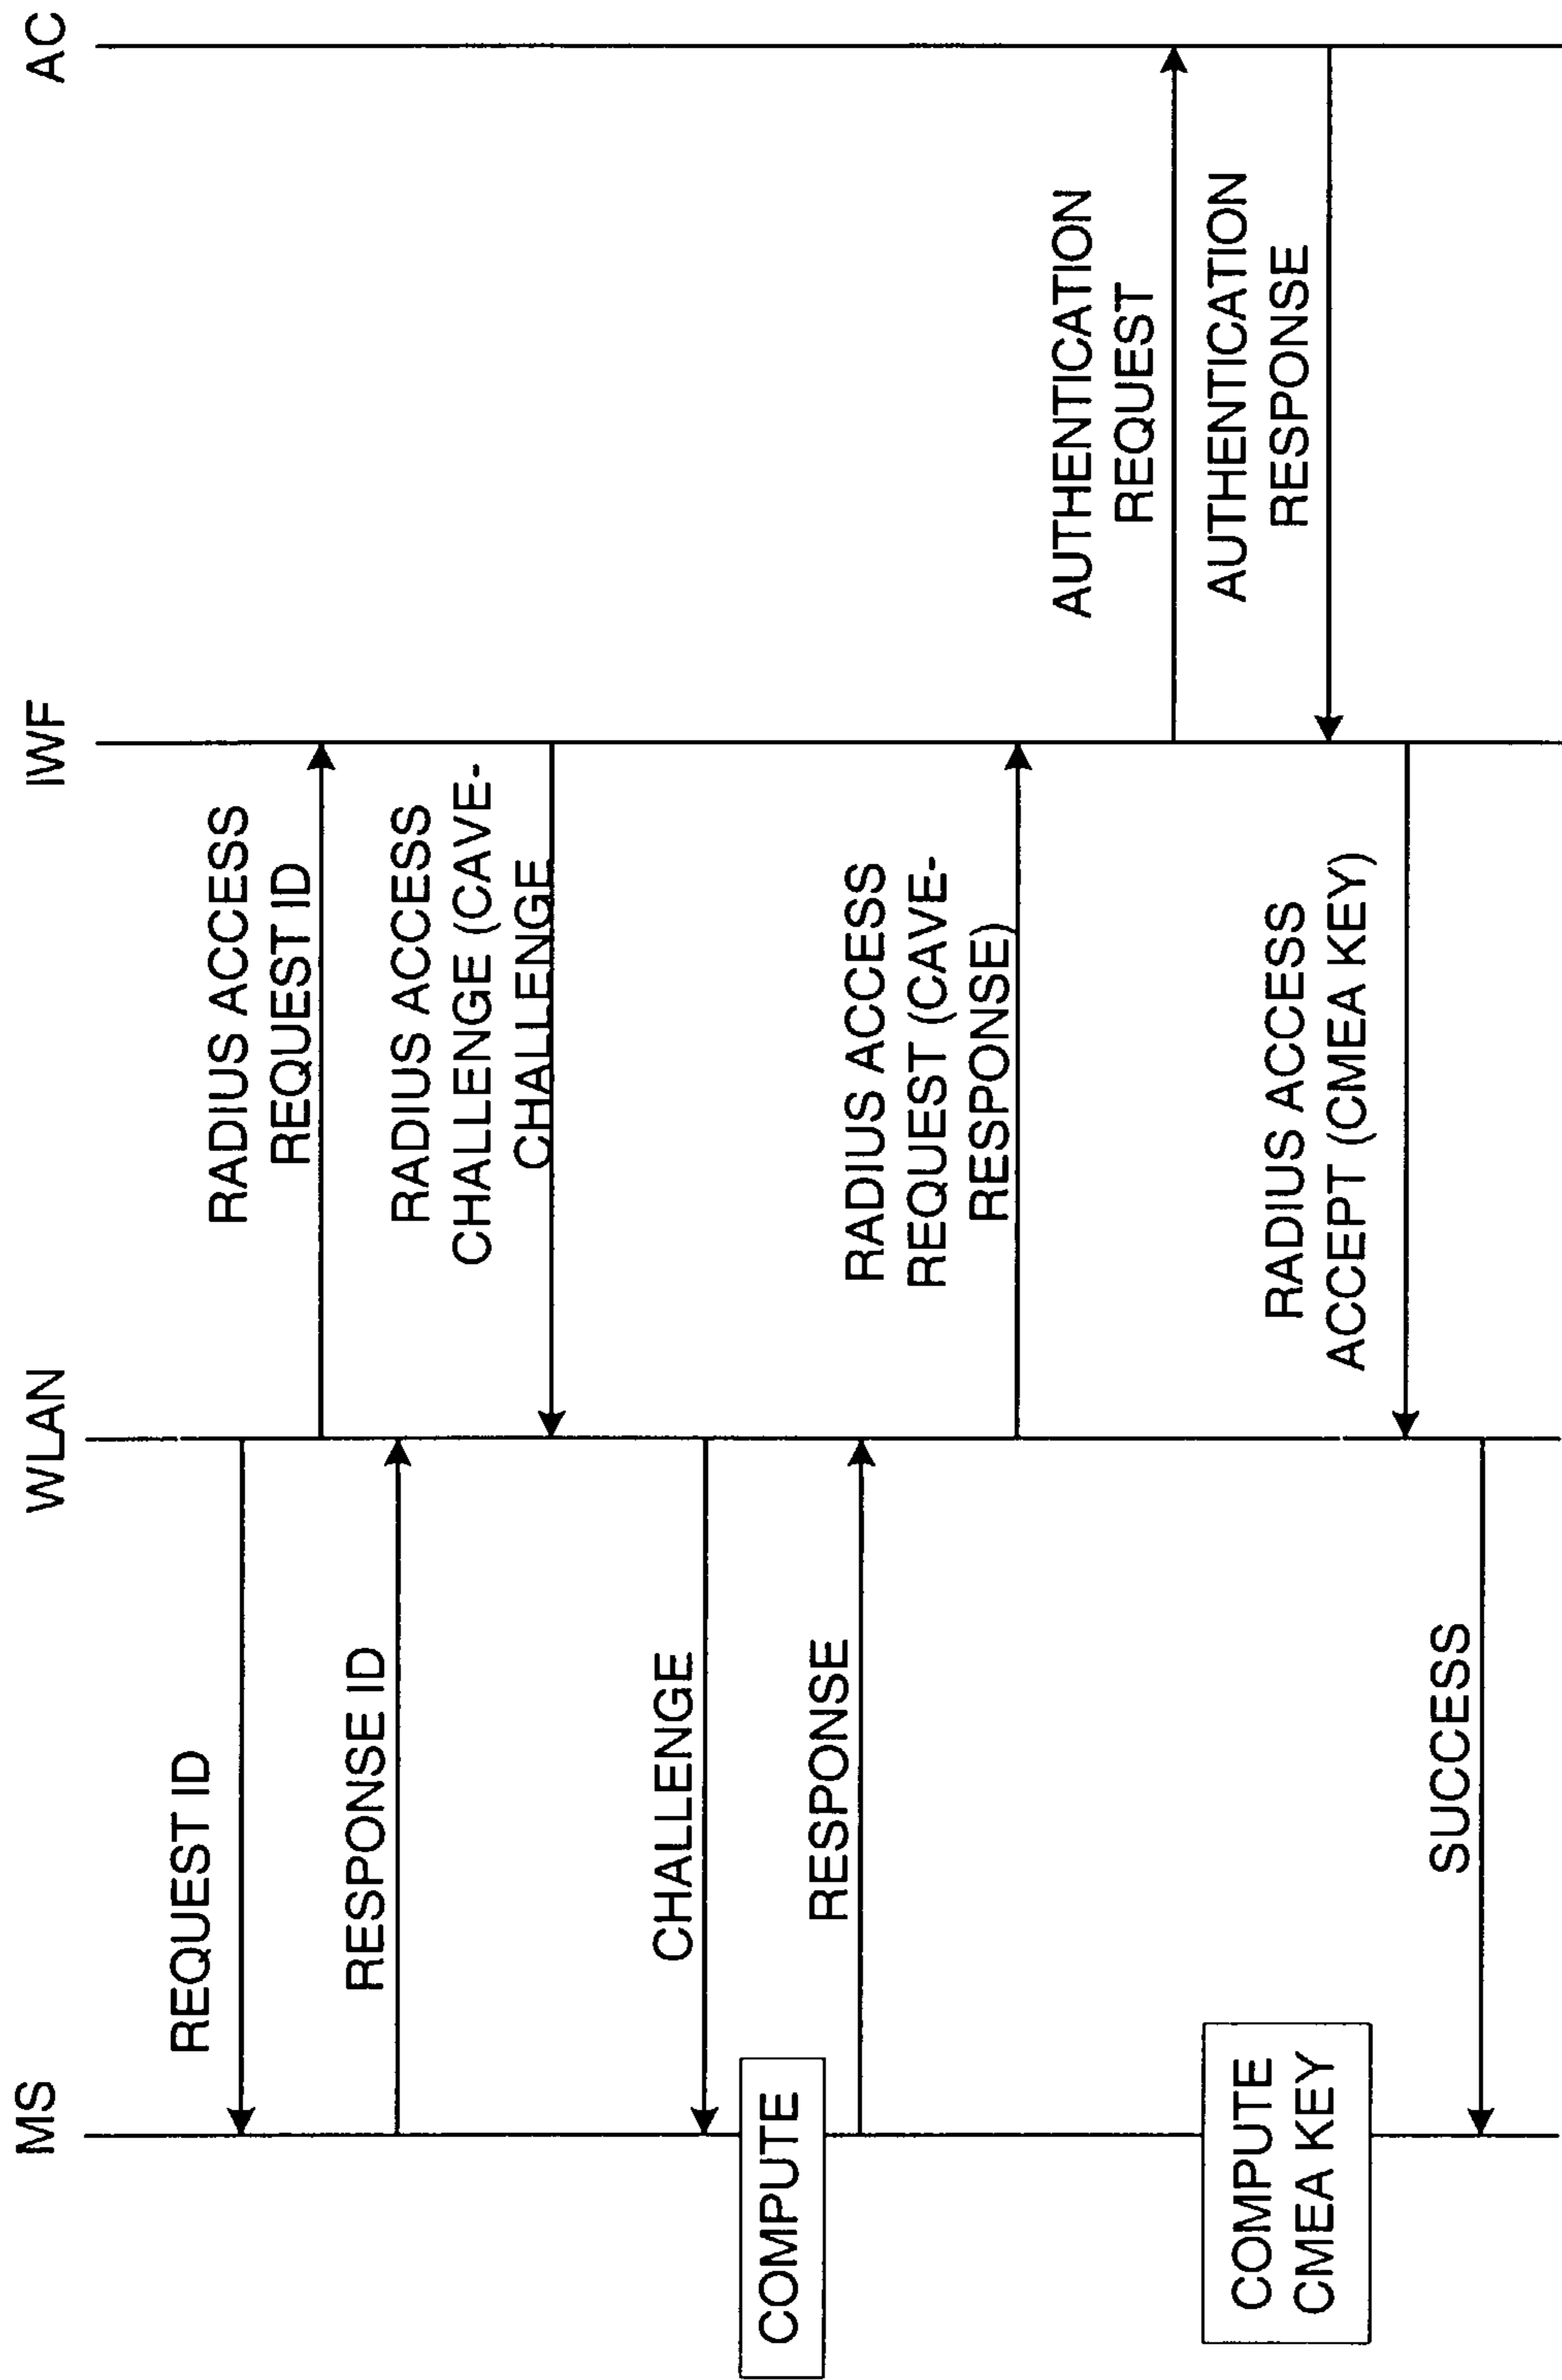 MS
WLAN
IWF
AC
REQUEST ID
RADIUS ACCESS
REQUEST ID
RESPONSE ID
RADIUS ACCESS
CHALLENGE (CAVE-
CHALLENGE
CHALLENGE
COMPUTE
RESPONSE
RADIUS ACCESS
REQUEST (CAVE-
RESPONSE)
AUTHENTICATION
REQUEST
AUTHENTICATION
RESPONSE
COMPUTE
CMEA KEY
RADIUS ACCESS
ACCEPT (CMEA KEY)
SUCCESS